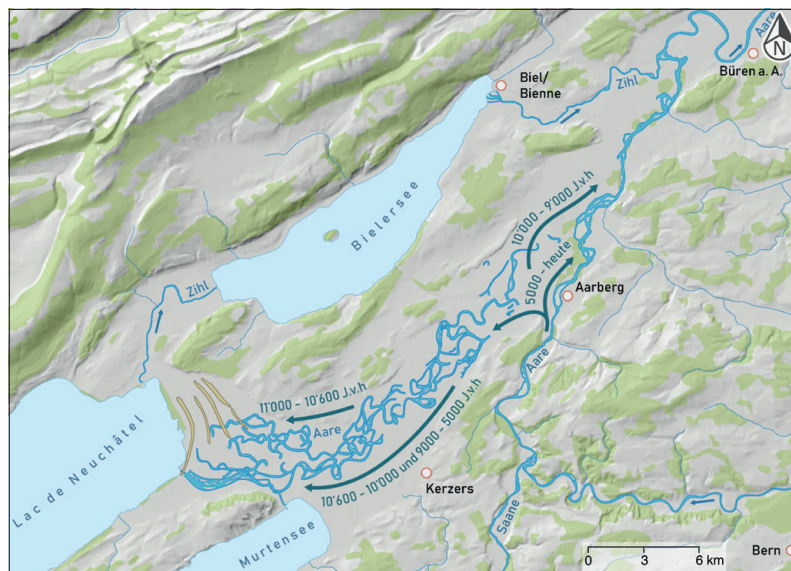 Aare
N
Büren a. A.
Biel/
Bienne
Zihl
10'000 – 9'000 J.v.h
Bielersee
5000 – heute
Zihl
Aarberg
Aare
11'000 – 10'600 J.v.h
Aare
10'600 – 10'000 und 9000 – 5000 J.v.h
Lac de Neuchâtel
Kerzers
Murtensee
Saane
Bern
0 3 6 km